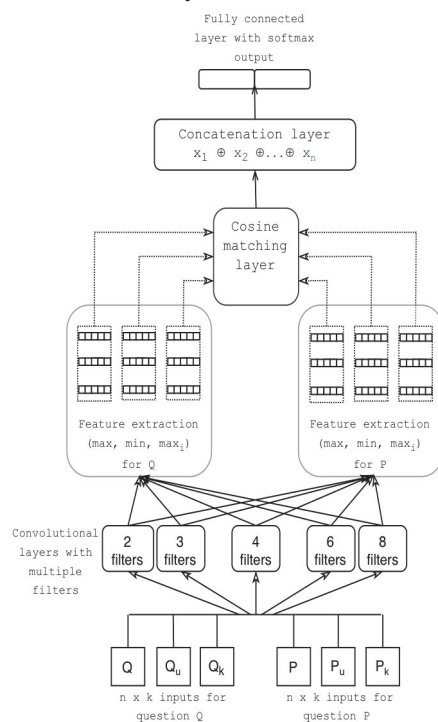 Fully connected
layer with softmax
output
Concatenation layer
x₁ ⊕ x₂ ⊕...⊕ xₙ
Cosine
matching
layer
Feature extraction
(max, min, maxᵢ)
for Q
Feature extraction
(max, min, maxᵢ)
for P
Convolutional
layers with
multiple
filters
2
filters
3
filters
4
filters
6
filters
8
filters
Q
Qᵤ
Qₖ
P
Pᵤ
Pₖ
n x k inputs for
question Q
n x k inputs for
question P